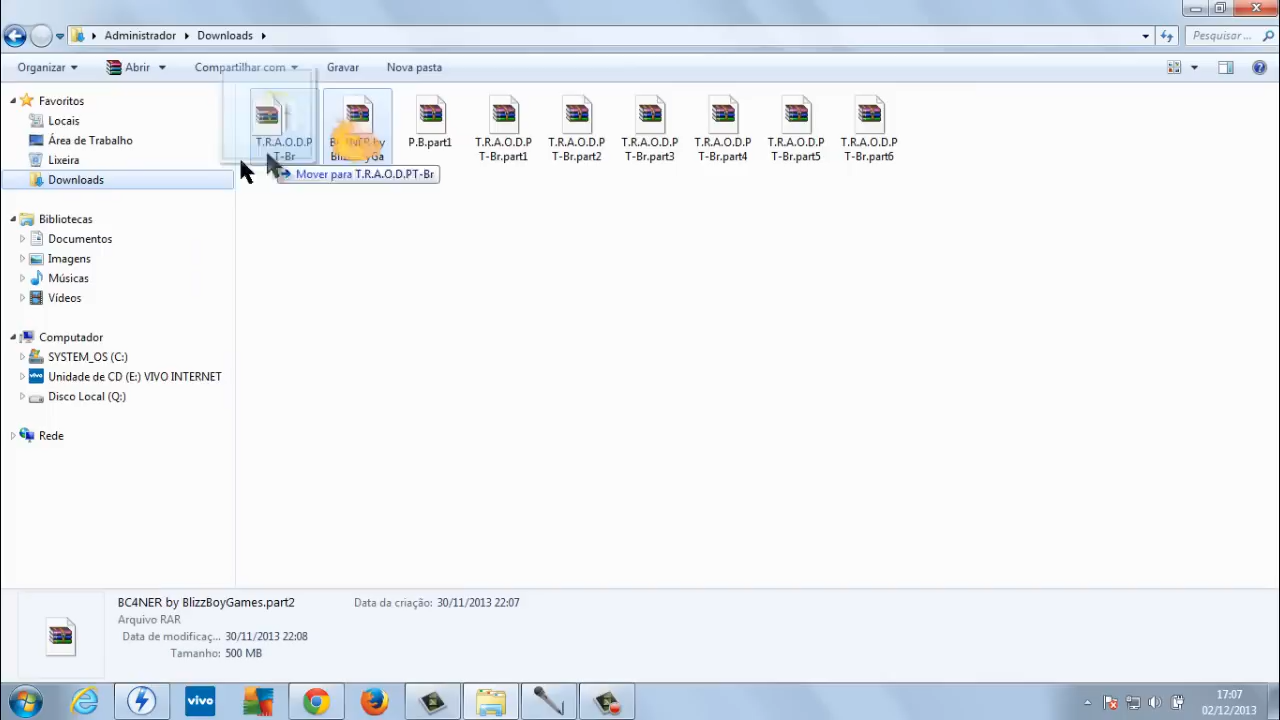 Administrador
Downloads
Pesquisar ...
Organizar
Abrir
Compartilhar com
Gravar
Nova pasta
Favoritos
Locais
Área de Trabalho
Lixeira
Downloads
Bibliotecas
Documentos
Imagens
Músicas
Vídeos
Computador
SYSTEM_OS (C:)
Unidade de CD (E:) VIVO INTERNET
Disco Local (Q:)
Rede
T.R.A.O.D.P
T-Br
BC4NER by
BlizzBoyGa
P.B.part1
T.R.A.O.D.P
T-Br.part1
T.R.A.O.D.P
T-Br.part2
T.R.A.O.D.P
T-Br.part3
T.R.A.O.D.P
T-Br.part4
T.R.A.O.D.P
T-Br.part5
T.R.A.O.D.P
T-Br.part6
Mover para T.R.A.O.D.PT-Br
BC4NER by BlizzBoyGames.part2
Data da criação: 30/11/2013 22:07
Arquivo RAR
Data de modificaç... 30/11/2013 22:08
Tamanho: 500 MB
vivo
17:07
02/12/2013